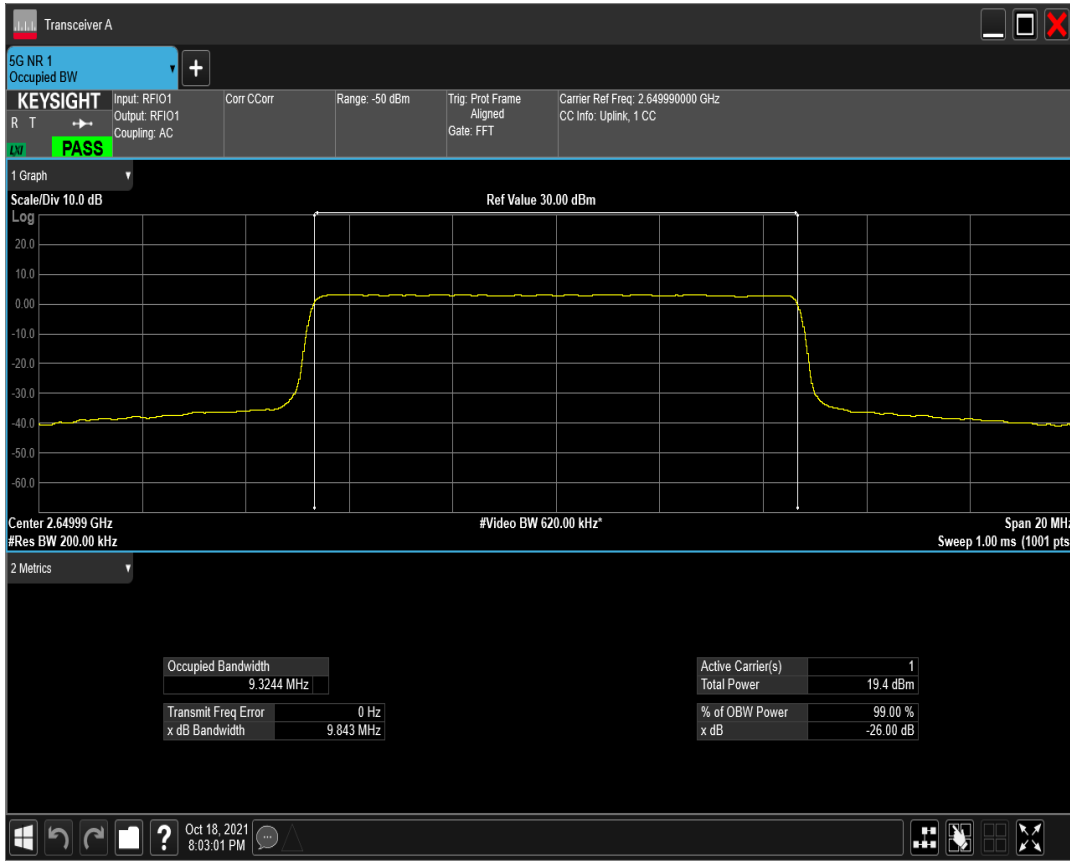 Transceiver A
5G NR 1
Occupied BW
KEYSIGHT
R T
LXI
PASS
Input: RFIO1
Output: RFIO1
Coupling: AC
Corr CCorr
Range: -50 dBm
Trig: Prot Frame
Aligned
Gate: FFT
Carrier Ref Freq: 2.649990000 GHz
CC Info: Uplink, 1 CC
1 Graph
Scale/Div 10.0 dB
Ref Value 30.00 dBm
Log
20.0
10.0
0.00
-10.0
-20.0
-30.0
-40.0
-50.0
-60.0
Center 2.64999 GHz
#Video BW 620.00 kHz*
Span 20 MHz
#Res BW 200.00 kHz
Sweep 1.00 ms (1001 pts
2 Metrics
Occupied Bandwidth
9.3244 MHz
Transmit Freq Error 0 Hz
x dB Bandwidth 9.843 MHz
Active Carrier(s) 1
Total Power 19.4 dBm
% of OBW Power 99.00 %
x dB -26.00 dB
Oct 18, 2021
8:03:01 PM